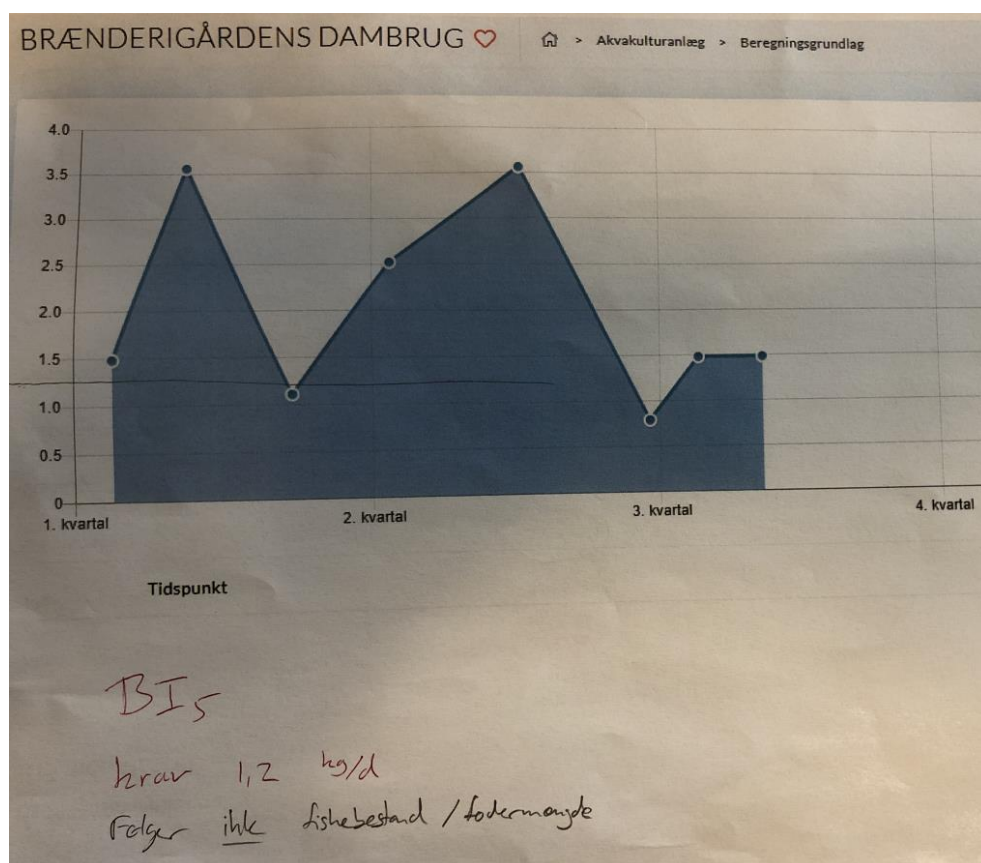 BRÆNDERIGÅRDENS DAMBRUG > Akvakulturanlæg > Beregningsgrundlag
4.0
3.5
3.0
2.5
2.0
1.5
1.0
0.5
0
1. kvartal 2. kvartal 3. kvartal 4. kvartal
Tidspunkt
BI5
krav 1,2 kg/d
Følger ikk fiskebestand / fodermængde